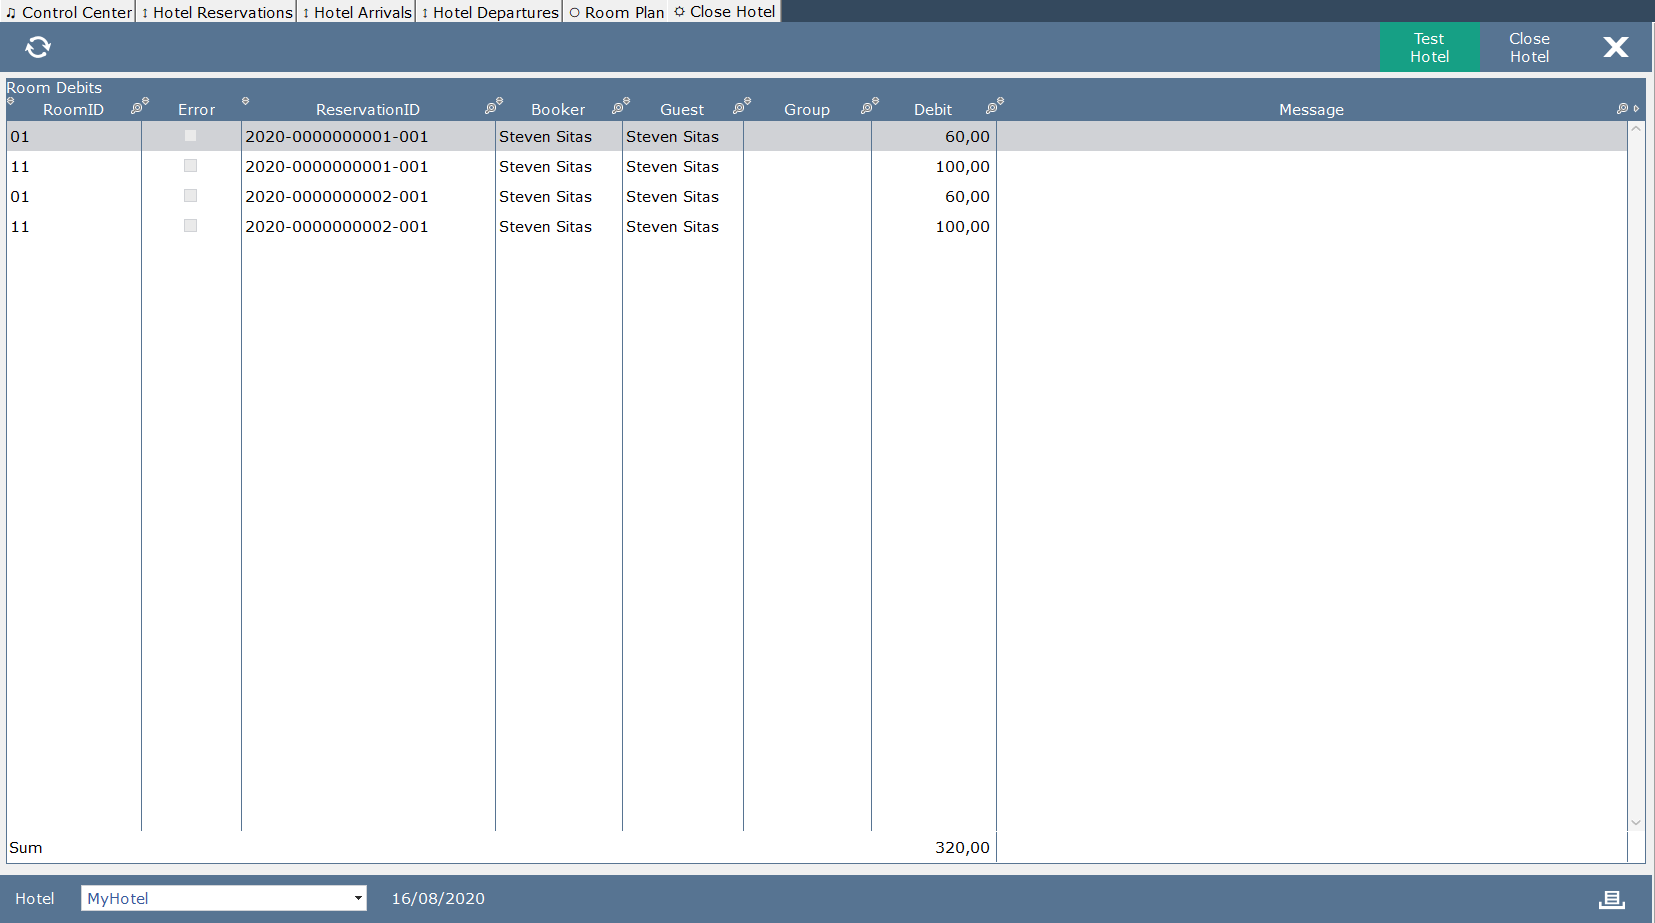 Control Center Hotel Reservations Hotel Arrivals Hotel Departures Room Plan Close Hotel
Test Hotel
Close Hotel
Room Debits
RoomID Error ReservationID Booker Guest Group Debit Message
01 2020-0000000001-001 Steven Sitas Steven Sitas 60,00
11 2020-0000000001-001 Steven Sitas Steven Sitas 100,00
01 2020-0000000002-001 Steven Sitas Steven Sitas 60,00
11 2020-0000000002-001 Steven Sitas Steven Sitas 100,00
Sum 320,00
Hotel MyHotel 16/08/2020